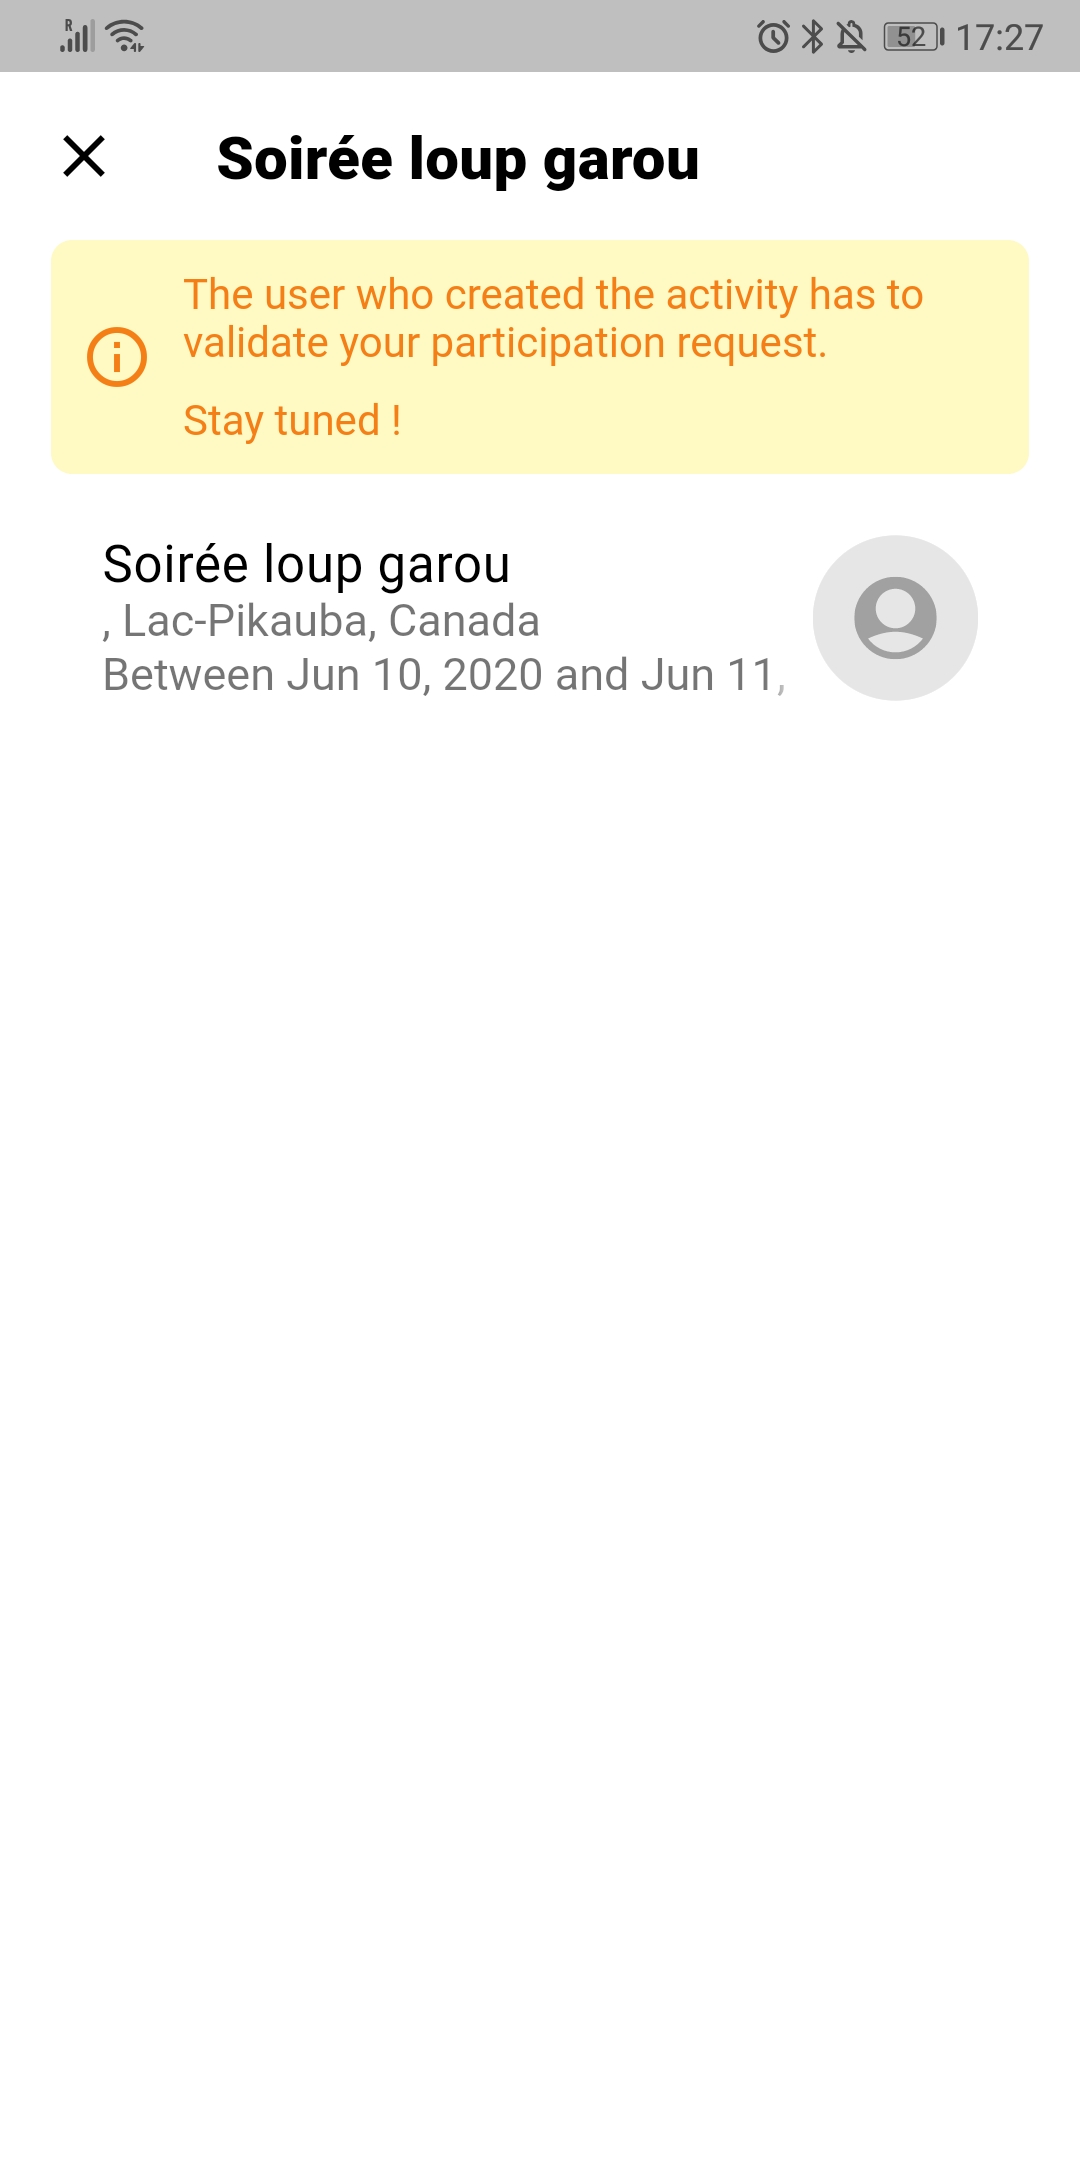 R
52 17:27
Soirée loup garou
The user who created the activity has to
validate your participation request.
Stay tuned !
Soirée loup garou
, Lac-Pikauba, Canada
Between Jun 10, 2020 and Jun 11,